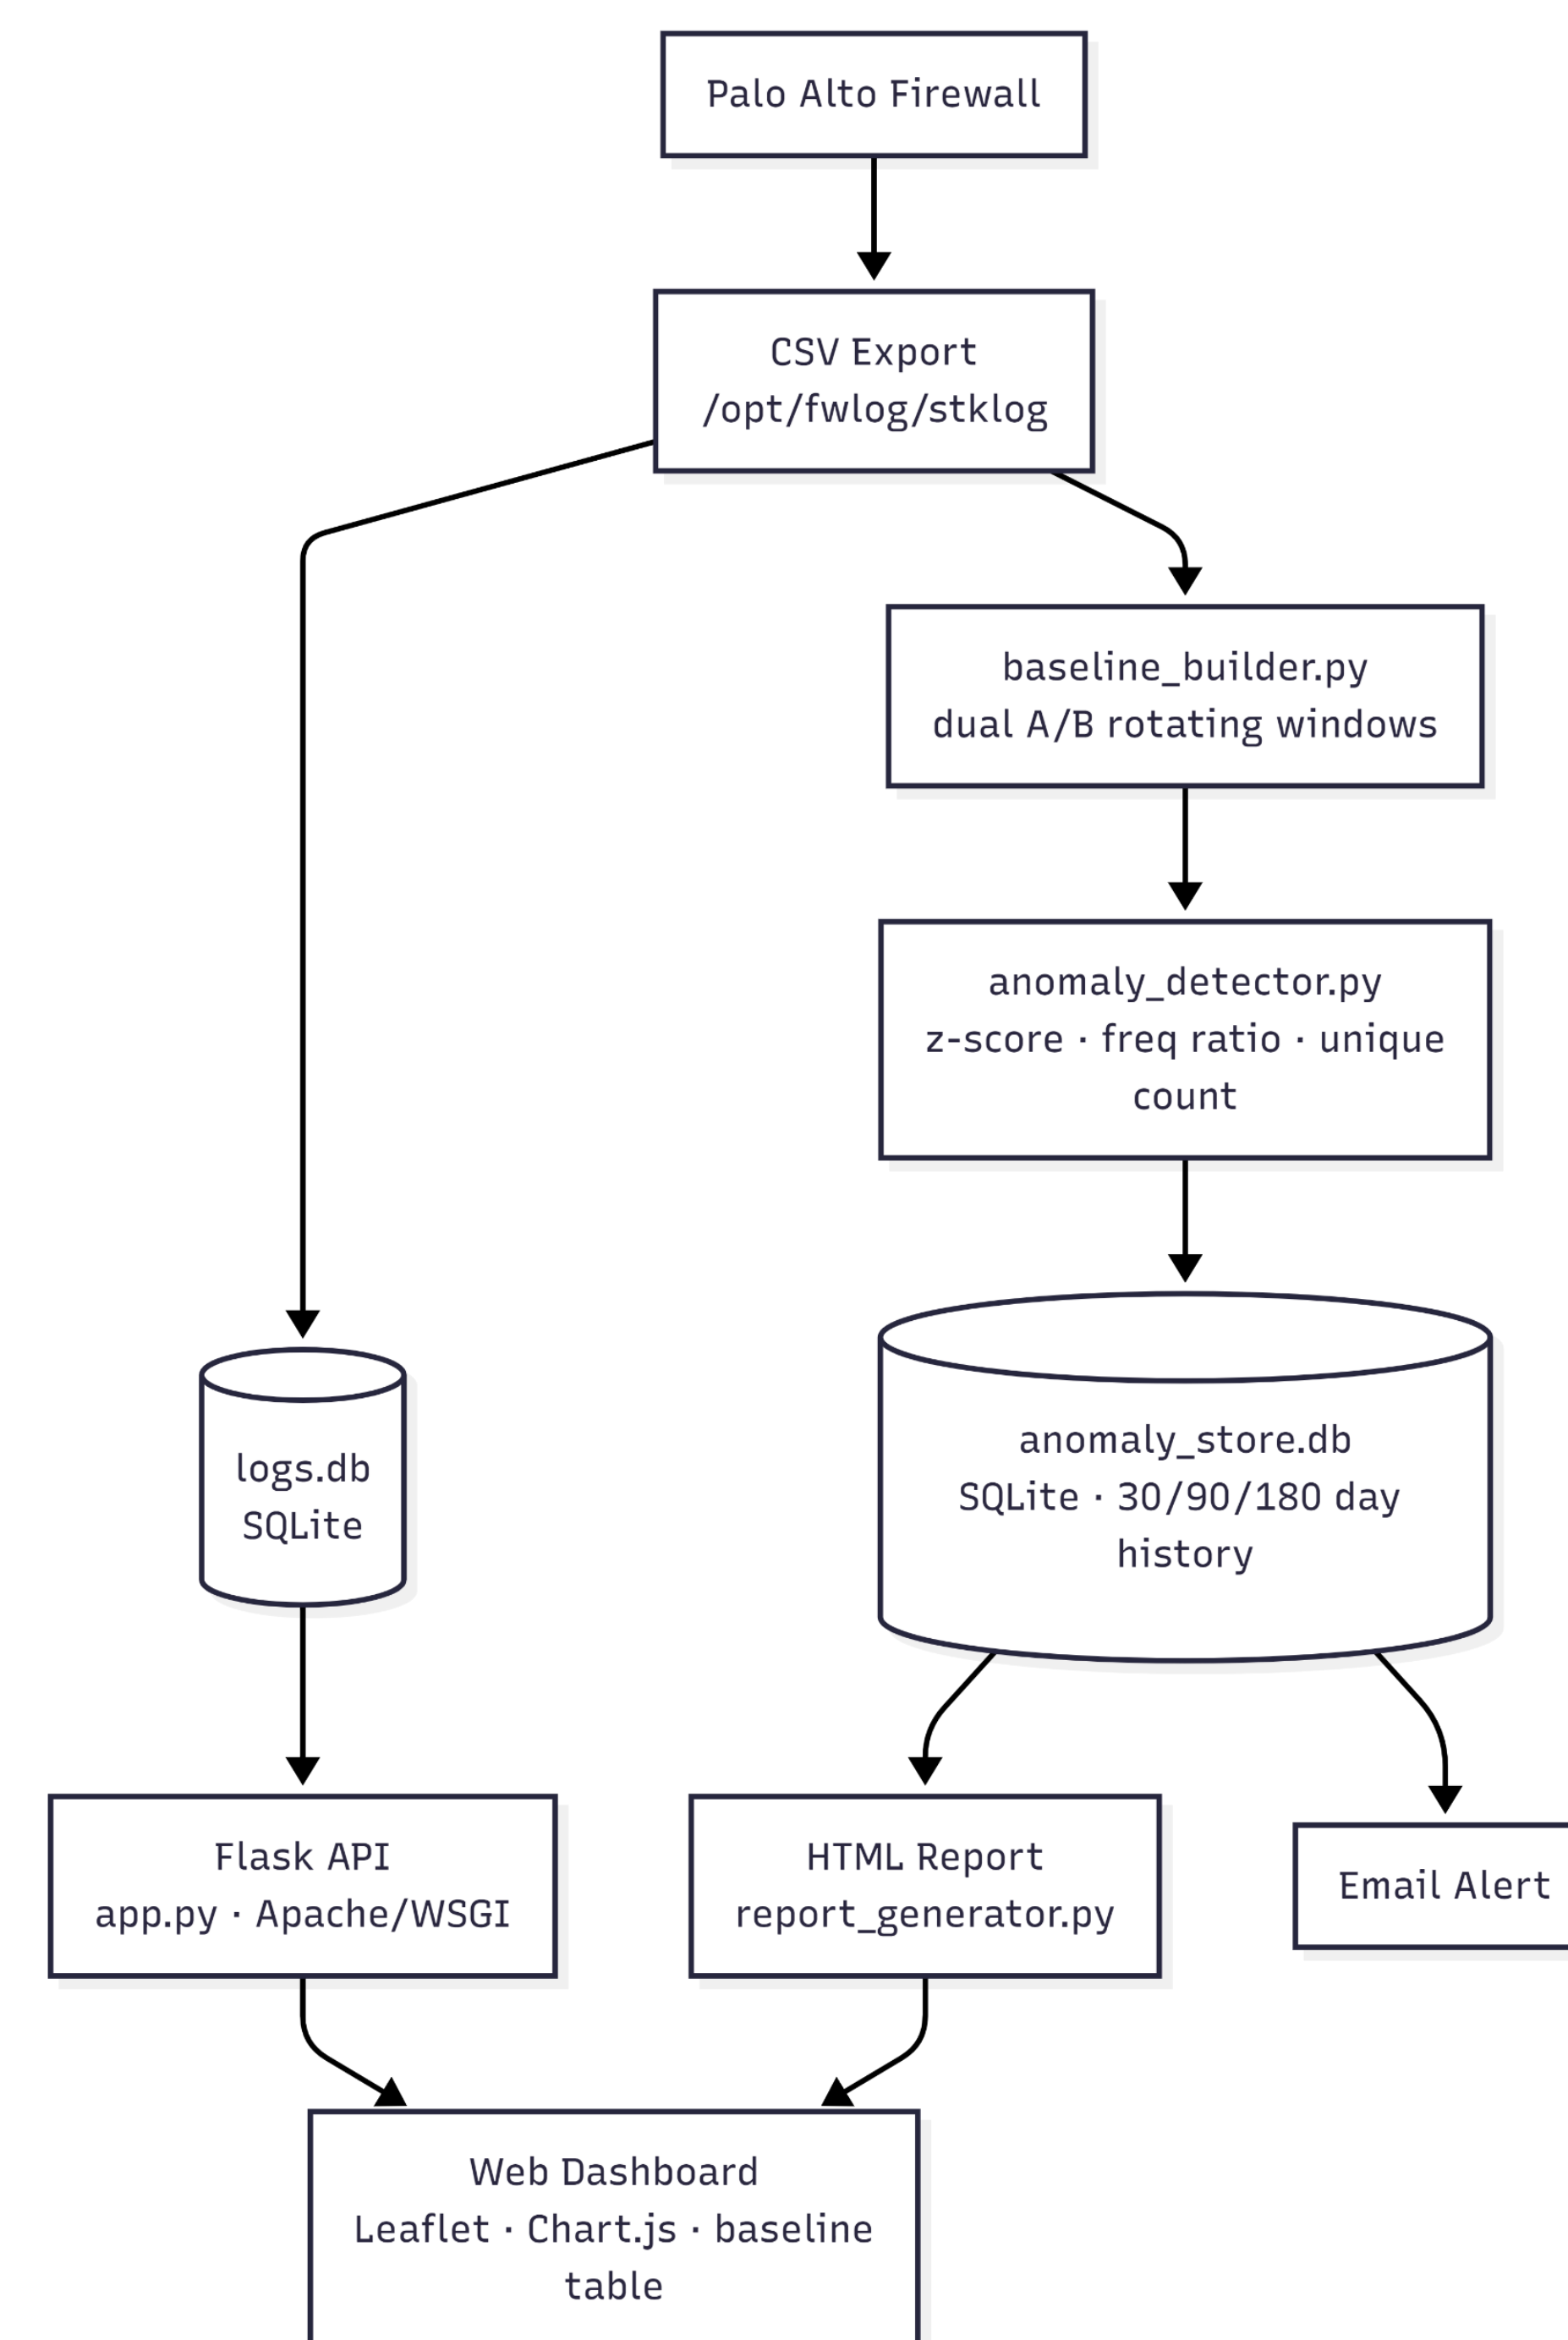 Palo Alto Firewall
CSV Export
/opt/fwlog/stklog
baseline_builder.py
dual A/B rotating windows
anomaly_detector.py
z-score · freq ratio · unique
count
logs.db
SQLite
anomaly_store.db
SQLite · 30/90/180 day
history
Flask API
app.py · Apache/WSGI
HTML Report
report_generator.py
Email Alert
Web Dashboard
Leaflet · Chart.js · baseline
table